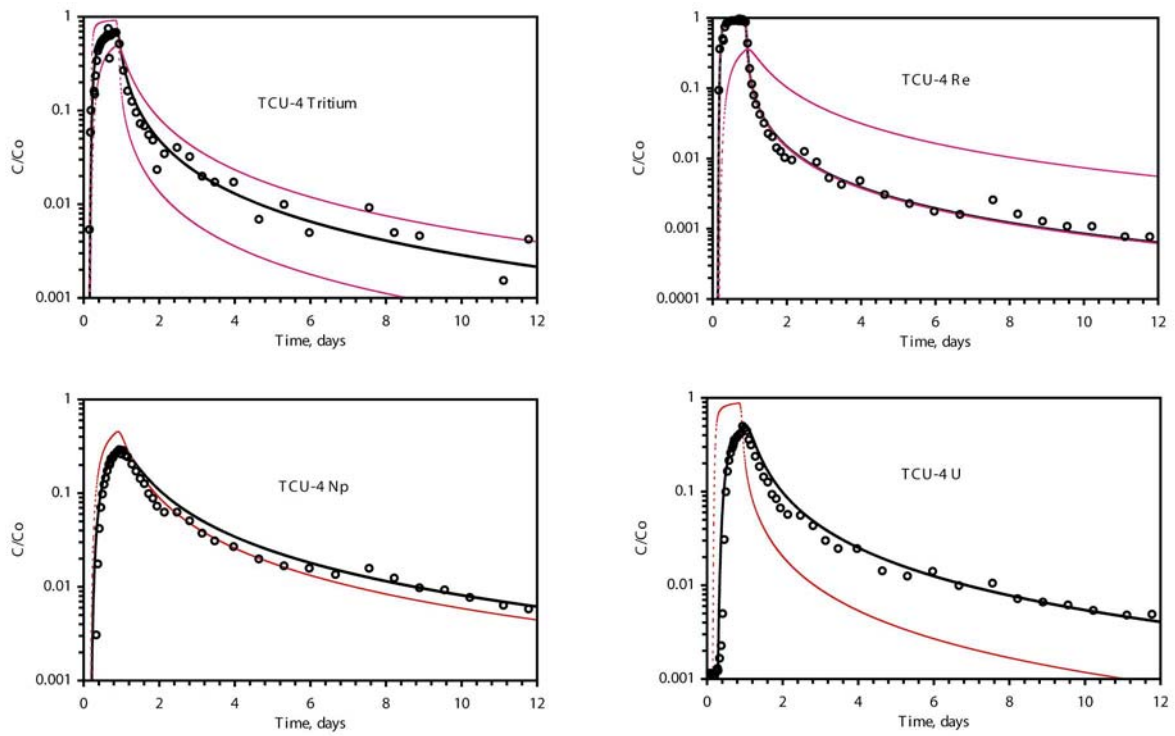 1
0.1
0.01
0.001
C/Co
TCU-4 Tritium
0 2 4 6 8 10 12
Time, days
1
0.1
0.01
0.001
0.0001
C/Co
TCU-4 Re
0 2 4 6 8 10 12
Time, days
1
0.1
0.01
0.001
C/Co
TCU-4 Np
0 2 4 6 8 10 12
Time, days
1
0.1
0.01
0.001
C/Co
TCU-4 U
0 2 4 6 8 10 12
Time, days